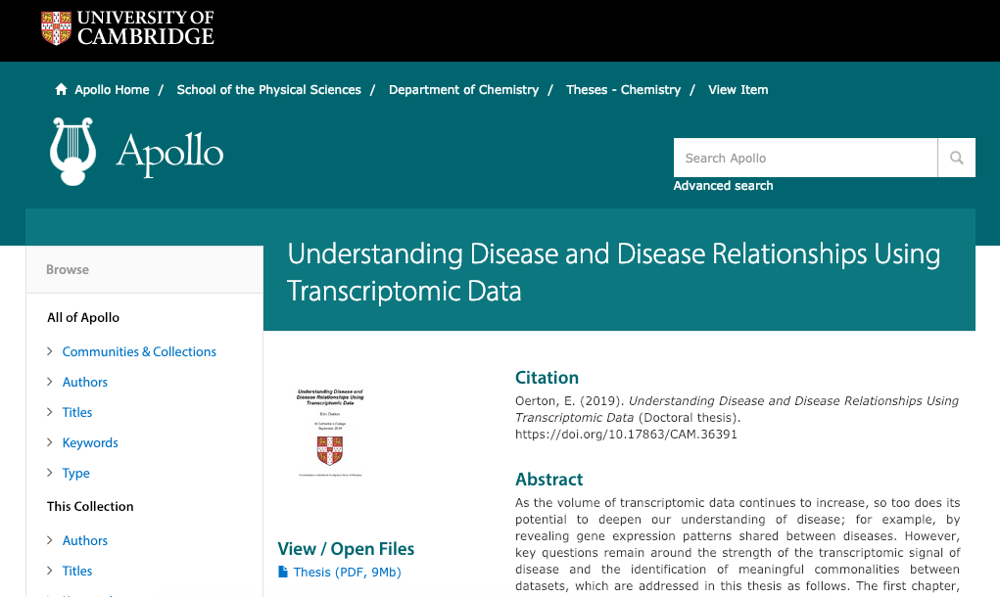 UNIVERSITY OF
CAMBRIDGE
Apollo Home / School of the Physical Sciences / Department of Chemistry / Theses - Chemistry / View Item
Apollo
Search Apollo
Advanced search
Understanding Disease and Disease Relationships Using
Transcriptomic Data
Browse
All of Apollo
Communities & Collections
Authors
Titles
Keywords
Type
This Collection
Authors
Titles
Understanding Disease and
Disease Relationships Using
Transcriptomic Data
View / Open Files
Thesis (PDF, 9Mb)
Citation
Oerton, E. (2019). Understanding Disease and Disease Relationships Using
Transcriptomic Data (Doctoral thesis).
https://doi.org/10.17863/CAM.36391
Abstract
As the volume of transcriptomic data continues to increase, so too does its
potential to deepen our understanding of disease; for example, by
revealing gene expression patterns shared between diseases. However,
key questions remain around the strength of the transcriptomic signal of
disease and the identification of meaningful commonalities between
datasets, which are addressed in this thesis as follows. The first chapter,